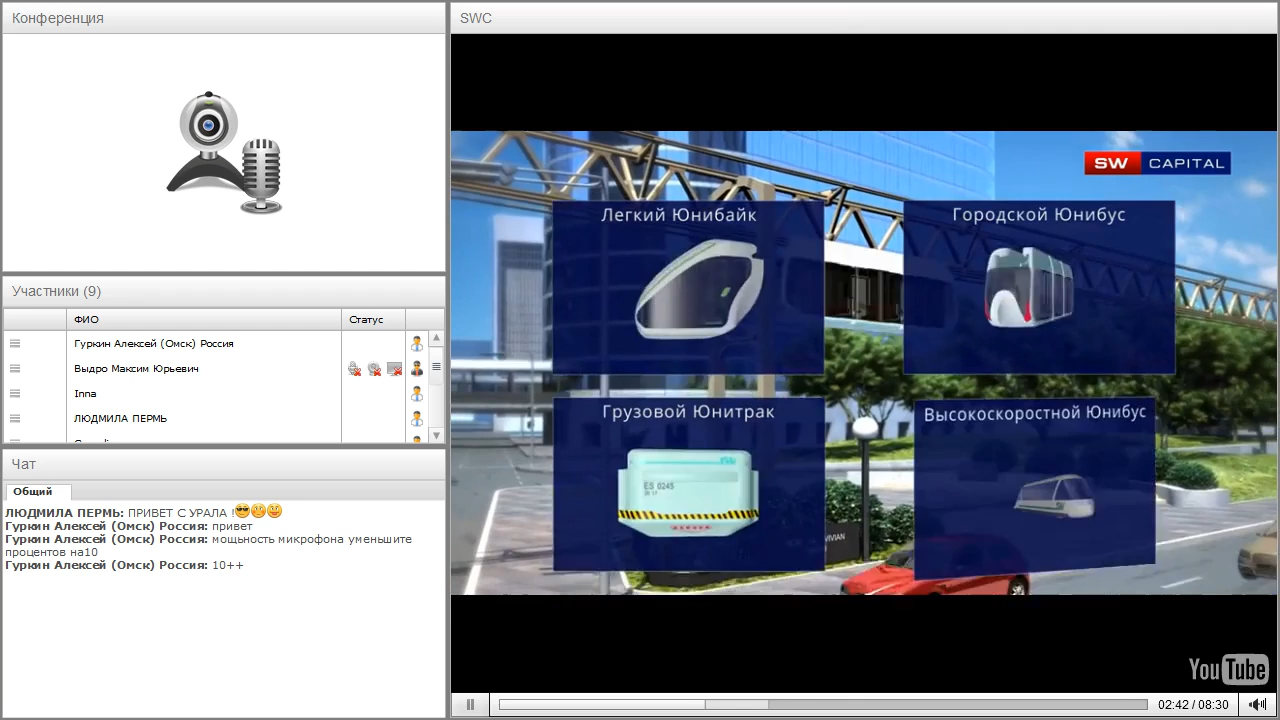 Конференция
SWC
Участники (9)
ФИО Статус
Гуркин Алексей (Омск) Россия
Выдро Максим Юрьевич
Inna
ЛЮДМИЛА ПЕРМЬ
Чат
Общий
ЛЮДМИЛА ПЕРМЬ: ПРИВЕТ С УРАЛА !
Гуркин Алексей (Омск) Россия: привет
Гуркин Алексей (Омск) Россия: мощьность микрофона уменьшите
процентов на10
Гуркин Алексей (Омск) Россия: 10++
SW CAPITAL
Легкий Юнибайк
Городской Юнибус
Грузовой Юнитрак
Высокоскоростной Юнибус
ES 0245
VIVIAN
YouTube
02:42 / 08:30